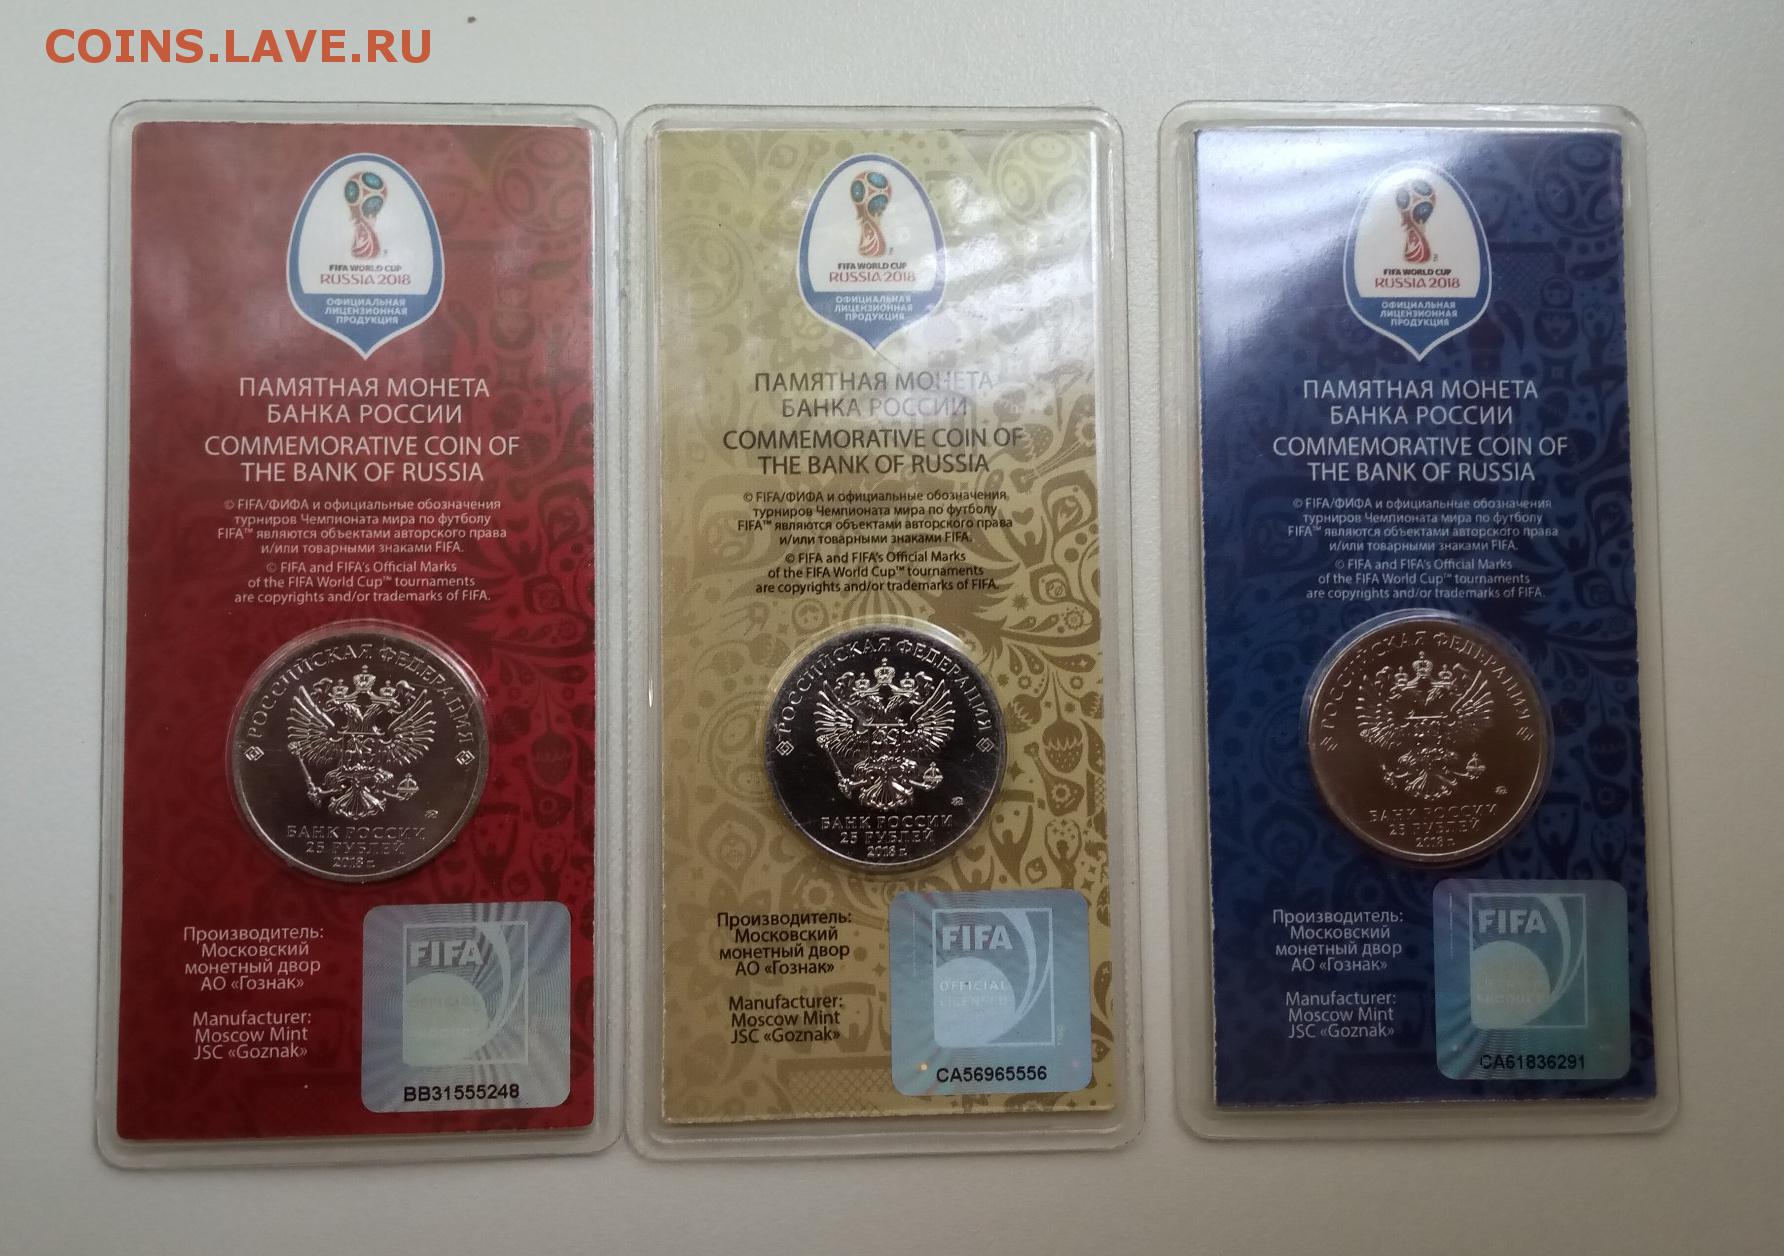 COINS.LAVE.RU
FIFA WORLD CUP
RUSSIA 2018
ОФИЦИАЛЬНАЯ
ЛИЦЕНЗИОННАЯ
ПРОДУКЦИЯ
ПАМЯТНАЯ МОНЕТА
БАНКА РОССИИ
COMMEMORATIVE COIN OF
THE BANK OF RUSSIA
© FIFA/ФИФА и официальные обозначения
турниров Чемпионата мира по футболу
FIFA™ являются объектами авторского права
и/или товарными знаками FIFA.
© FIFA and FIFA's Official Marks
of the FIFA World Cup™ tournaments
are copyrights and/or trademarks of FIFA.
РОССИЙСКАЯ ФЕДЕРАЦИЯ
БАНК РОССИИ
25 РУБЛЕЙ
2018 г.
Производитель:
Московский
монетный двор
АО «Гознак»
Manufacturer:
Moscow Mint
JSC «Goznak»
FIFA
BB31555248
FIFA WORLD CUP
RUSSIA 2018
ОФИЦИАЛЬНАЯ
ЛИЦЕНЗИОННАЯ
ПРОДУКЦИЯ
ПАМЯТНАЯ МОНЕТА
БАНКА РОССИИ
COMMEMORATIVE COIN OF
THE BANK OF RUSSIA
© FIFA/ФИФА и официальные обозначения
турниров Чемпионата мира по футболу
FIFA™ являются объектами авторского права
и/или товарными знаками FIFA.
© FIFA and FIFA's Official Marks
of the FIFA World Cup™ tournaments
are copyrights and/or trademarks of FIFA.
РОССИЙСКАЯ ФЕДЕРАЦИЯ
БАНК РОССИИ
25 РУБЛЕЙ
2018 г.
Производитель:
Московский
монетный двор
АО «Гознак»
Manufacturer:
Moscow Mint
JSC «Goznak»
FIFA
OFFICIAL
LICENSED
CA56965556
FIFA WORLD CUP
RUSSIA 2018
ОФИЦИАЛЬНАЯ
ЛИЦЕНЗИОННАЯ
ПРОДУКЦИЯ
ПАМЯТНАЯ МОНЕТА
БАНКА РОССИИ
COMMEMORATIVE COIN OF
THE BANK OF RUSSIA
© FIFA/ФИФА и официальные обозначения
турниров Чемпионата мира по футболу
FIFA™ являются объектами авторского права
и/или товарными знаками FIFA.
© FIFA and FIFA's Official Marks
of the FIFA World Cup™ tournaments
are copyrights and/or trademarks of FIFA.
РОССИЙСКАЯ ФЕДЕРАЦИЯ
БАНК РОССИИ
25 РУБЛЕЙ
2018 г.
Производитель:
Московский
монетный двор
АО «Гознак»
Manufacturer:
Moscow Mint
JSC «Goznak»
FIFA
CA61836291